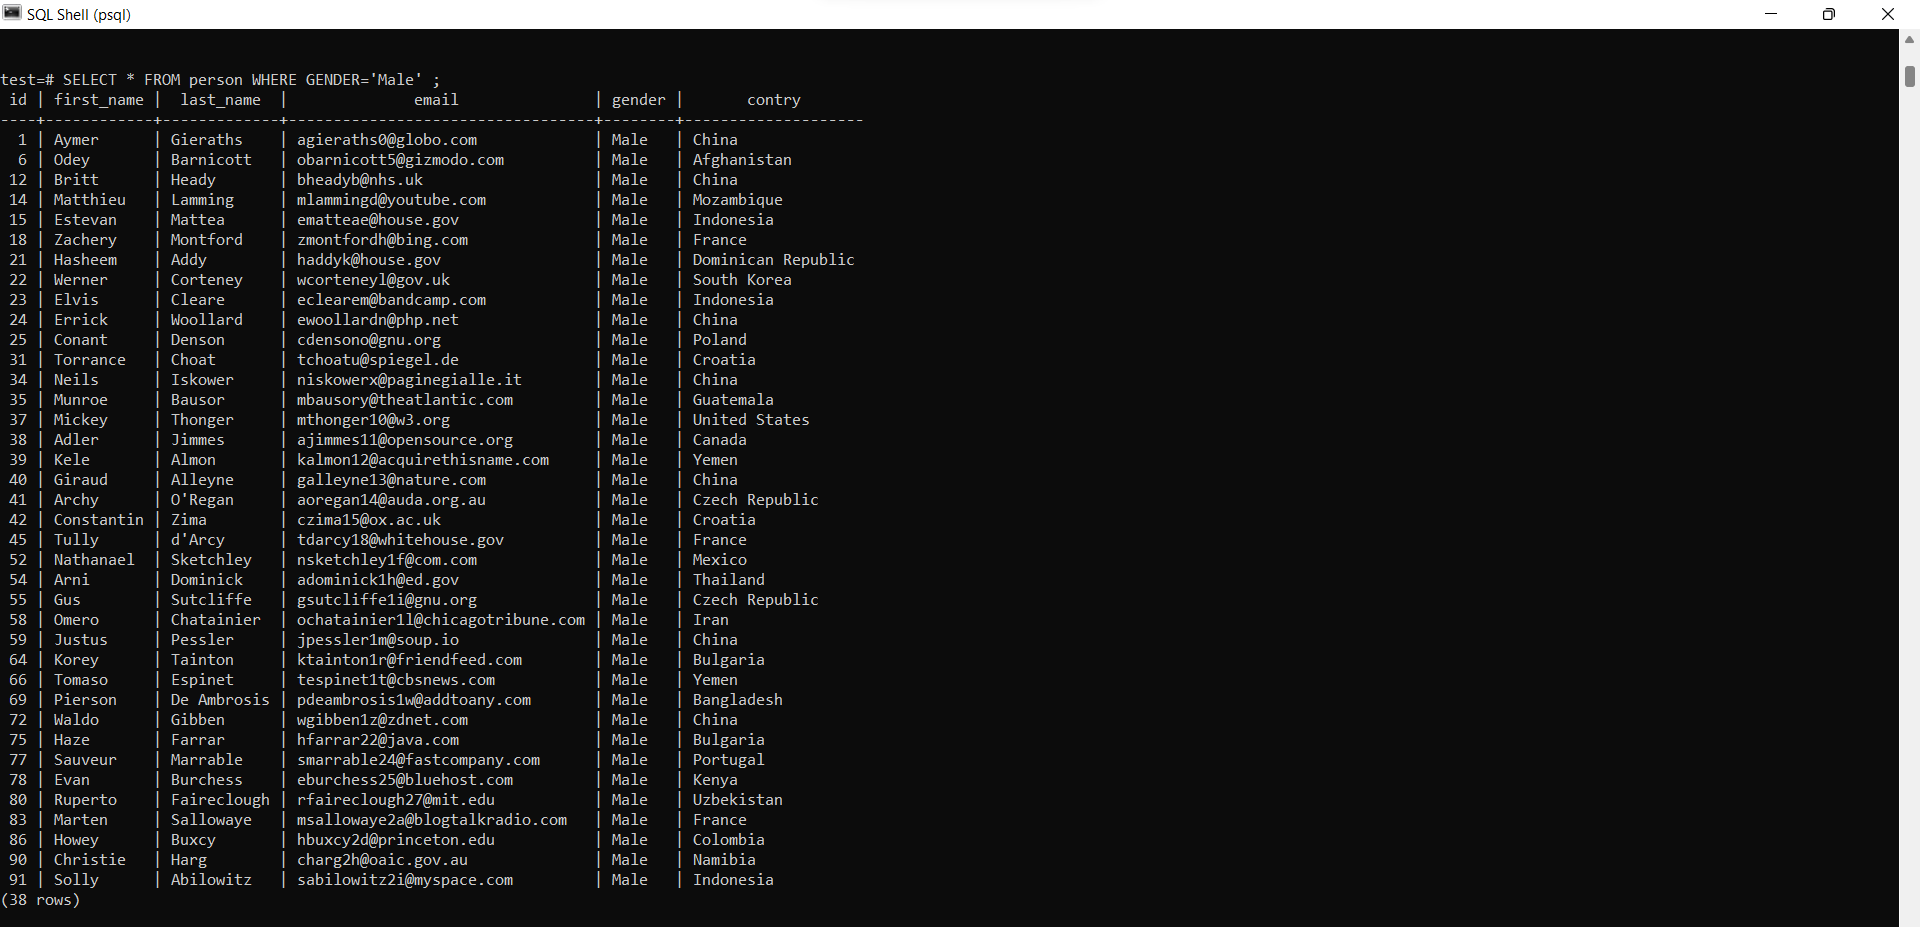 SQL Shell (psql)
test=# SELECT * FROM person WHERE GENDER='Male' ;
 id | first_name |  last_name  |              email               | gender |       contry
----+------------+-------------+----------------------------------+--------+--------------------
  1 | Aymer      | Gieraths    | agieraths0@globo.com             | Male   | China
  6 | Odey       | Barnicott   | obarnicott5@gizmodo.com          | Male   | Afghanistan
 12 | Britt      | Heady       | bheadyb@nhs.uk                   | Male   | China
 14 | Matthieu   | Lamming     | mlammingd@youtube.com            | Male   | Mozambique
 15 | Estevan    | Mattea      | ematteae@house.gov               | Male   | Indonesia
 18 | Zachery    | Montford    | zmontfordh@bing.com              | Male   | France
 21 | Hasheem    | Addy        | haddyk@house.gov                 | Male   | Dominican Republic
 22 | Werner     | Corteney    | wcorteneyl@gov.uk                | Male   | South Korea
 23 | Elvis      | Cleare      | eclearem@bandcamp.com            | Male   | Indonesia
 24 | Errick     | Woollard    | ewoollardn@php.net               | Male   | China
 25 | Conant     | Denson      | cdensono@gnu.org                 | Male   | Poland
 31 | Torrance   | Choat       | tchoatu@spiegel.de               | Male   | Croatia
 34 | Neils      | Iskower     | niskowerx@paginegialle.it        | Male   | China
 35 | Munroe     | Bausor      | mbausory@theatlantic.com         | Male   | Guatemala
 37 | Mickey     | Thonger     | mthonger10@w3.org                | Male   | United States
 38 | Adler      | Jimmes      | ajimmes11@opensource.org         | Male   | Canada
 39 | Kele       | Almon       | kalmon12@acquirethisname.com     | Male   | Yemen
 40 | Giraud     | Alleyne     | galleyne13@nature.com            | Male   | China
 41 | Archy      | O'Regan     | aoregan14@auda.org.au            | Male   | Czech Republic
 42 | Constantin | Zima        | czima15@ox.ac.uk                 | Male   | Croatia
 45 | Tully      | d'Arcy      | tdarcy18@whitehouse.gov          | Male   | France
 52 | Nathanael  | Sketchley   | nsketchley1f@com.com             | Male   | Mexico
 54 | Arni       | Dominick    | adominick1h@ed.gov               | Male   | Thailand
 55 | Gus        | Sutcliffe   | gsutcliffe1i@gnu.org             | Male   | Czech Republic
 58 | Omero      | Chatainier  | ochatainier1l@chicagotribune.com | Male   | Iran
 59 | Justus     | Pessler     | jpessler1m@soup.io               | Male   | China
 64 | Korey      | Tainton     | ktainton1r@friendfeed.com        | Male   | Bulgaria
 66 | Tomaso     | Espinet     | tespinet1t@cbsnews.com           | Male   | Yemen
 69 | Pierson    | De Ambrosis | pdeambrosis1w@addtoany.com       | Male   | Bangladesh
 72 | Waldo      | Gibben      | wgibben1z@zdnet.com              | Male   | China
 75 | Haze       | Farrar      | hfarrar22@java.com               | Male   | Bulgaria
 77 | Sauveur    | Marrable    | smarrable24@fastcompany.com      | Male   | Portugal
 78 | Evan       | Burchess    | eburchess25@bluehost.com         | Male   | Kenya
 80 | Ruperto    | Faireclough | rfaireclough27@mit.edu           | Male   | Uzbekistan
 83 | Marten     | Sallowaye   | msallowaye2a@blogtalkradio.com   | Male   | France
 86 | Howey      | Buxcy       | hbuxcy2d@princeton.edu           | Male   | Colombia
 90 | Christie   | Harg        | charg2h@oaic.gov.au              | Male   | Namibia
 91 | Solly      | Abilowitz   | sabilowitz2i@myspace.com         | Male   | Indonesia
(38 rows)